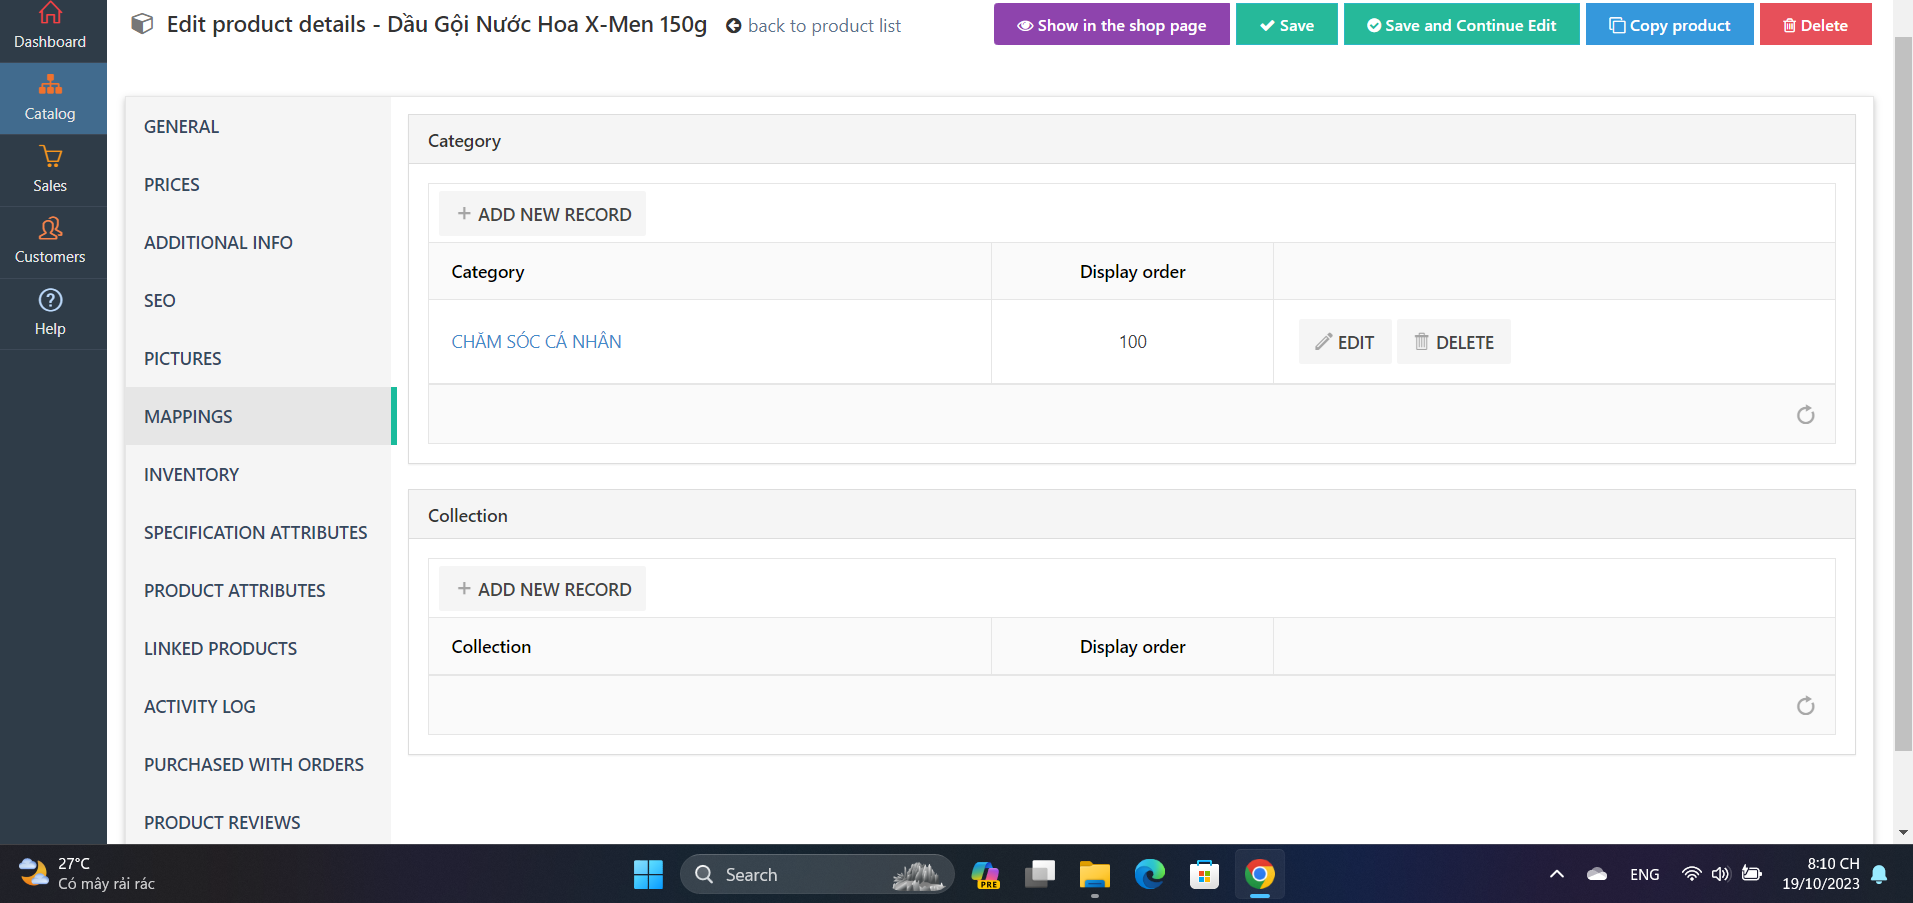 Dashboard
Catalog
Sales
Customers
Help
Edit product details - Dầu Gội Nước Hoa X-Men 150g
back to product list
Show in the shop page
Save
Save and Continue Edit
Copy product
Delete
GENERAL
PRICES
ADDITIONAL INFO
SEO
PICTURES
MAPPINGS
INVENTORY
SPECIFICATION ATTRIBUTES
PRODUCT ATTRIBUTES
LINKED PRODUCTS
ACTIVITY LOG
PURCHASED WITH ORDERS
PRODUCT REVIEWS
Category
+ ADD NEW RECORD
Category Display order
CHĂM SÓC CÁ NHÂN 100 EDIT DELETE
Collection
+ ADD NEW RECORD
Collection Display order
27°C
Có mây rải rác
Search
PRE
ENG
8:10 CH
19/10/2023